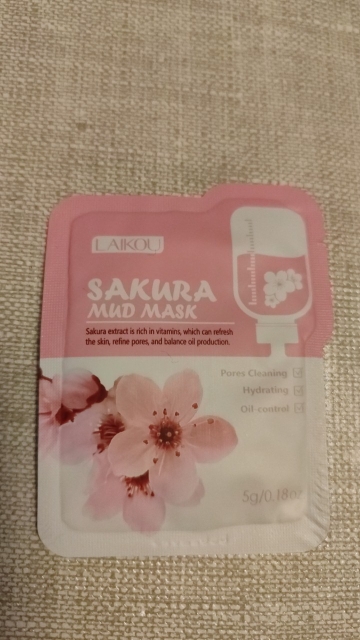 LAIKOU
SAKURA
MUD MASK
Sakura extract is rich in vitamins, which can refresh
the skin, refine pores, and balance oil production.
Pores Cleaning
Hydrating
Oil-control
5g/0.18oz